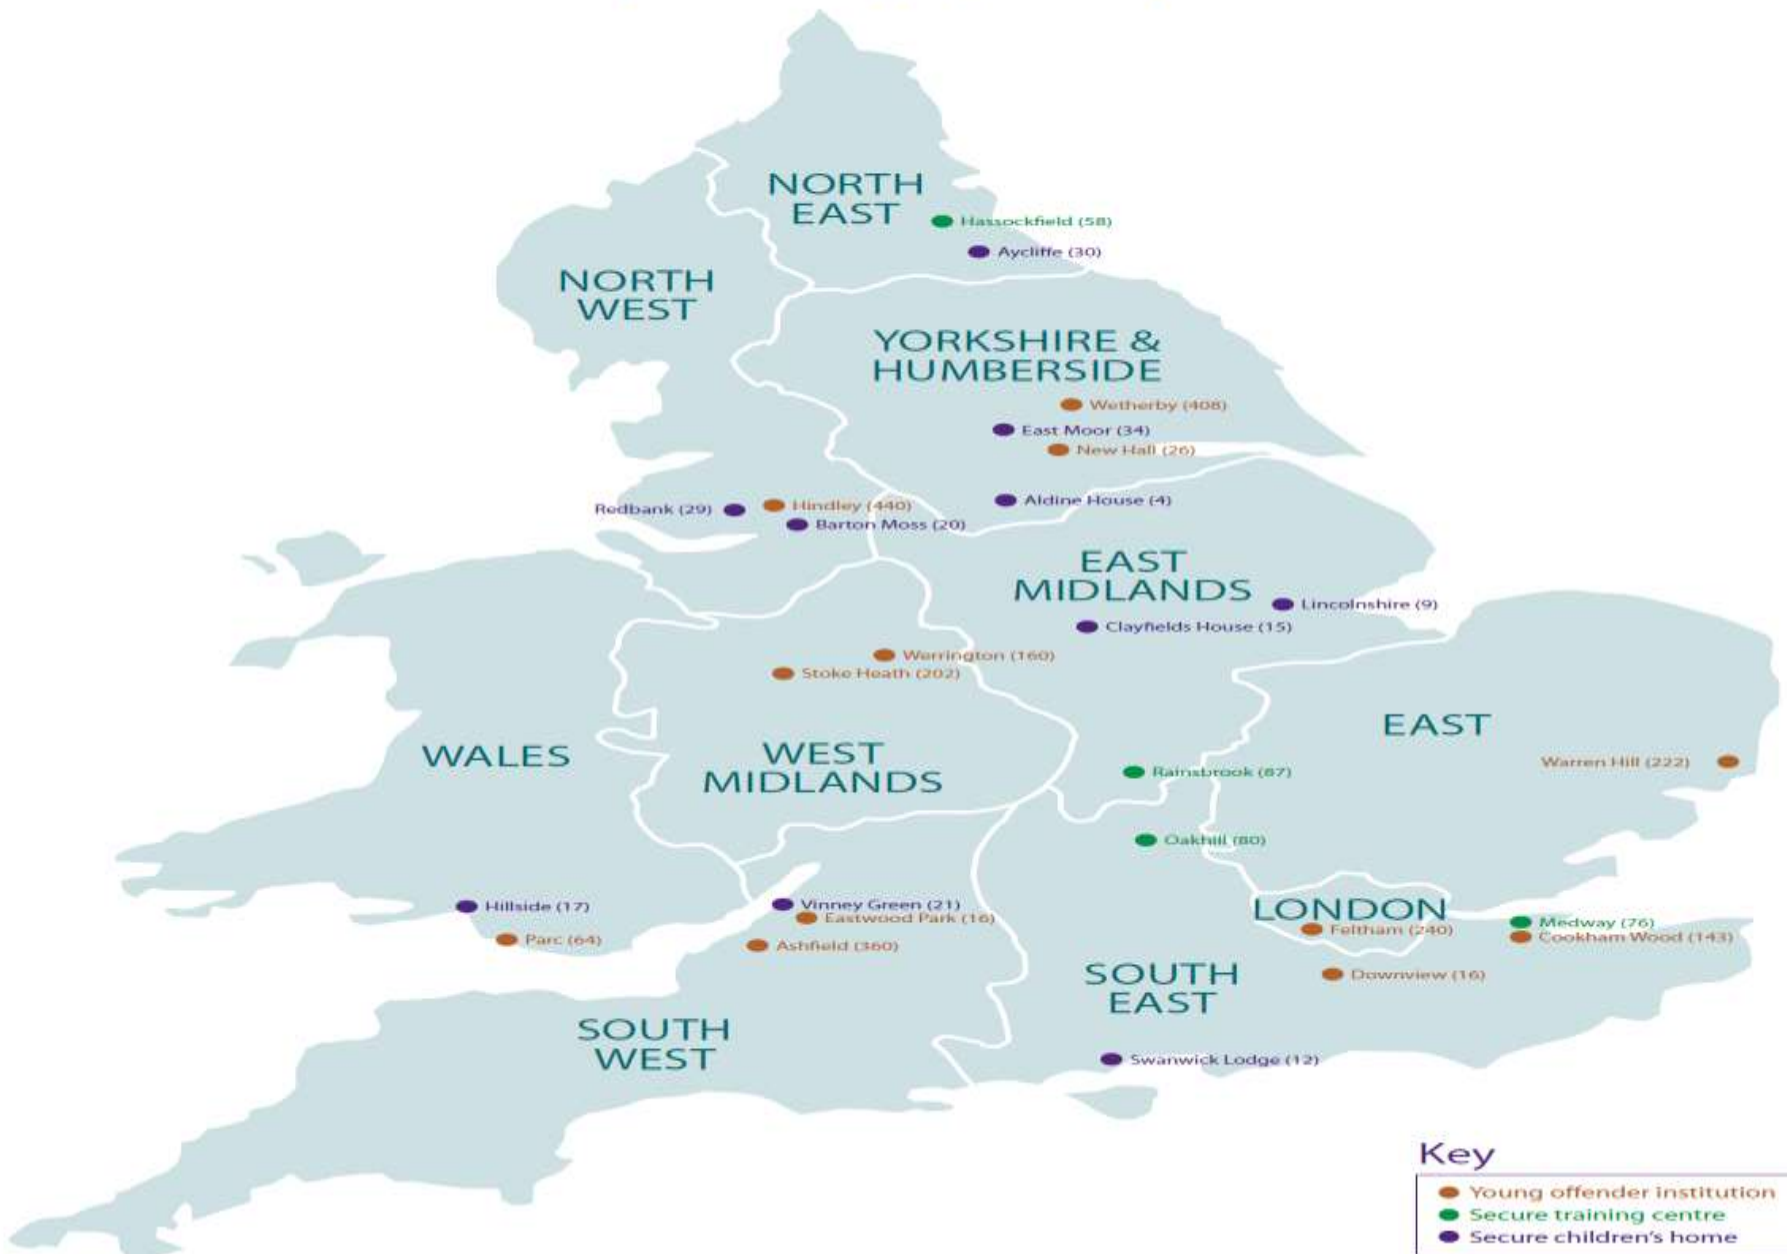 NORTH
EAST
Hassockfield (58)
Aycliffe (30)
NORTH
WEST
YORKSHIRE &
HUMBERSIDE
Wetherby (408)
East Moor (34)
New Hall (26)
Aldine House (4)
Redbank (29)
Hindley (440)
Barton Moss (20)
EAST
MIDLANDS
Lincolnshire (9)
Clayfields House (15)
Werrington (160)
Stoke Heath (202)
WALES
WEST
MIDLANDS
EAST
Warren Hill (222)
Rainsbrook (87)
Oakhill (80)
Hillside (17)
Parc (64)
Vinney Green (21)
Eastwood Park (16)
Ashfield (360)
LONDON
Feltham (240)
Medway (76)
Cookham Wood (143)
Downview (16)
SOUTH
EAST
SOUTH
WEST
Swanwick Lodge (12)
Key
Young offender institution
Secure training centre
Secure children's home